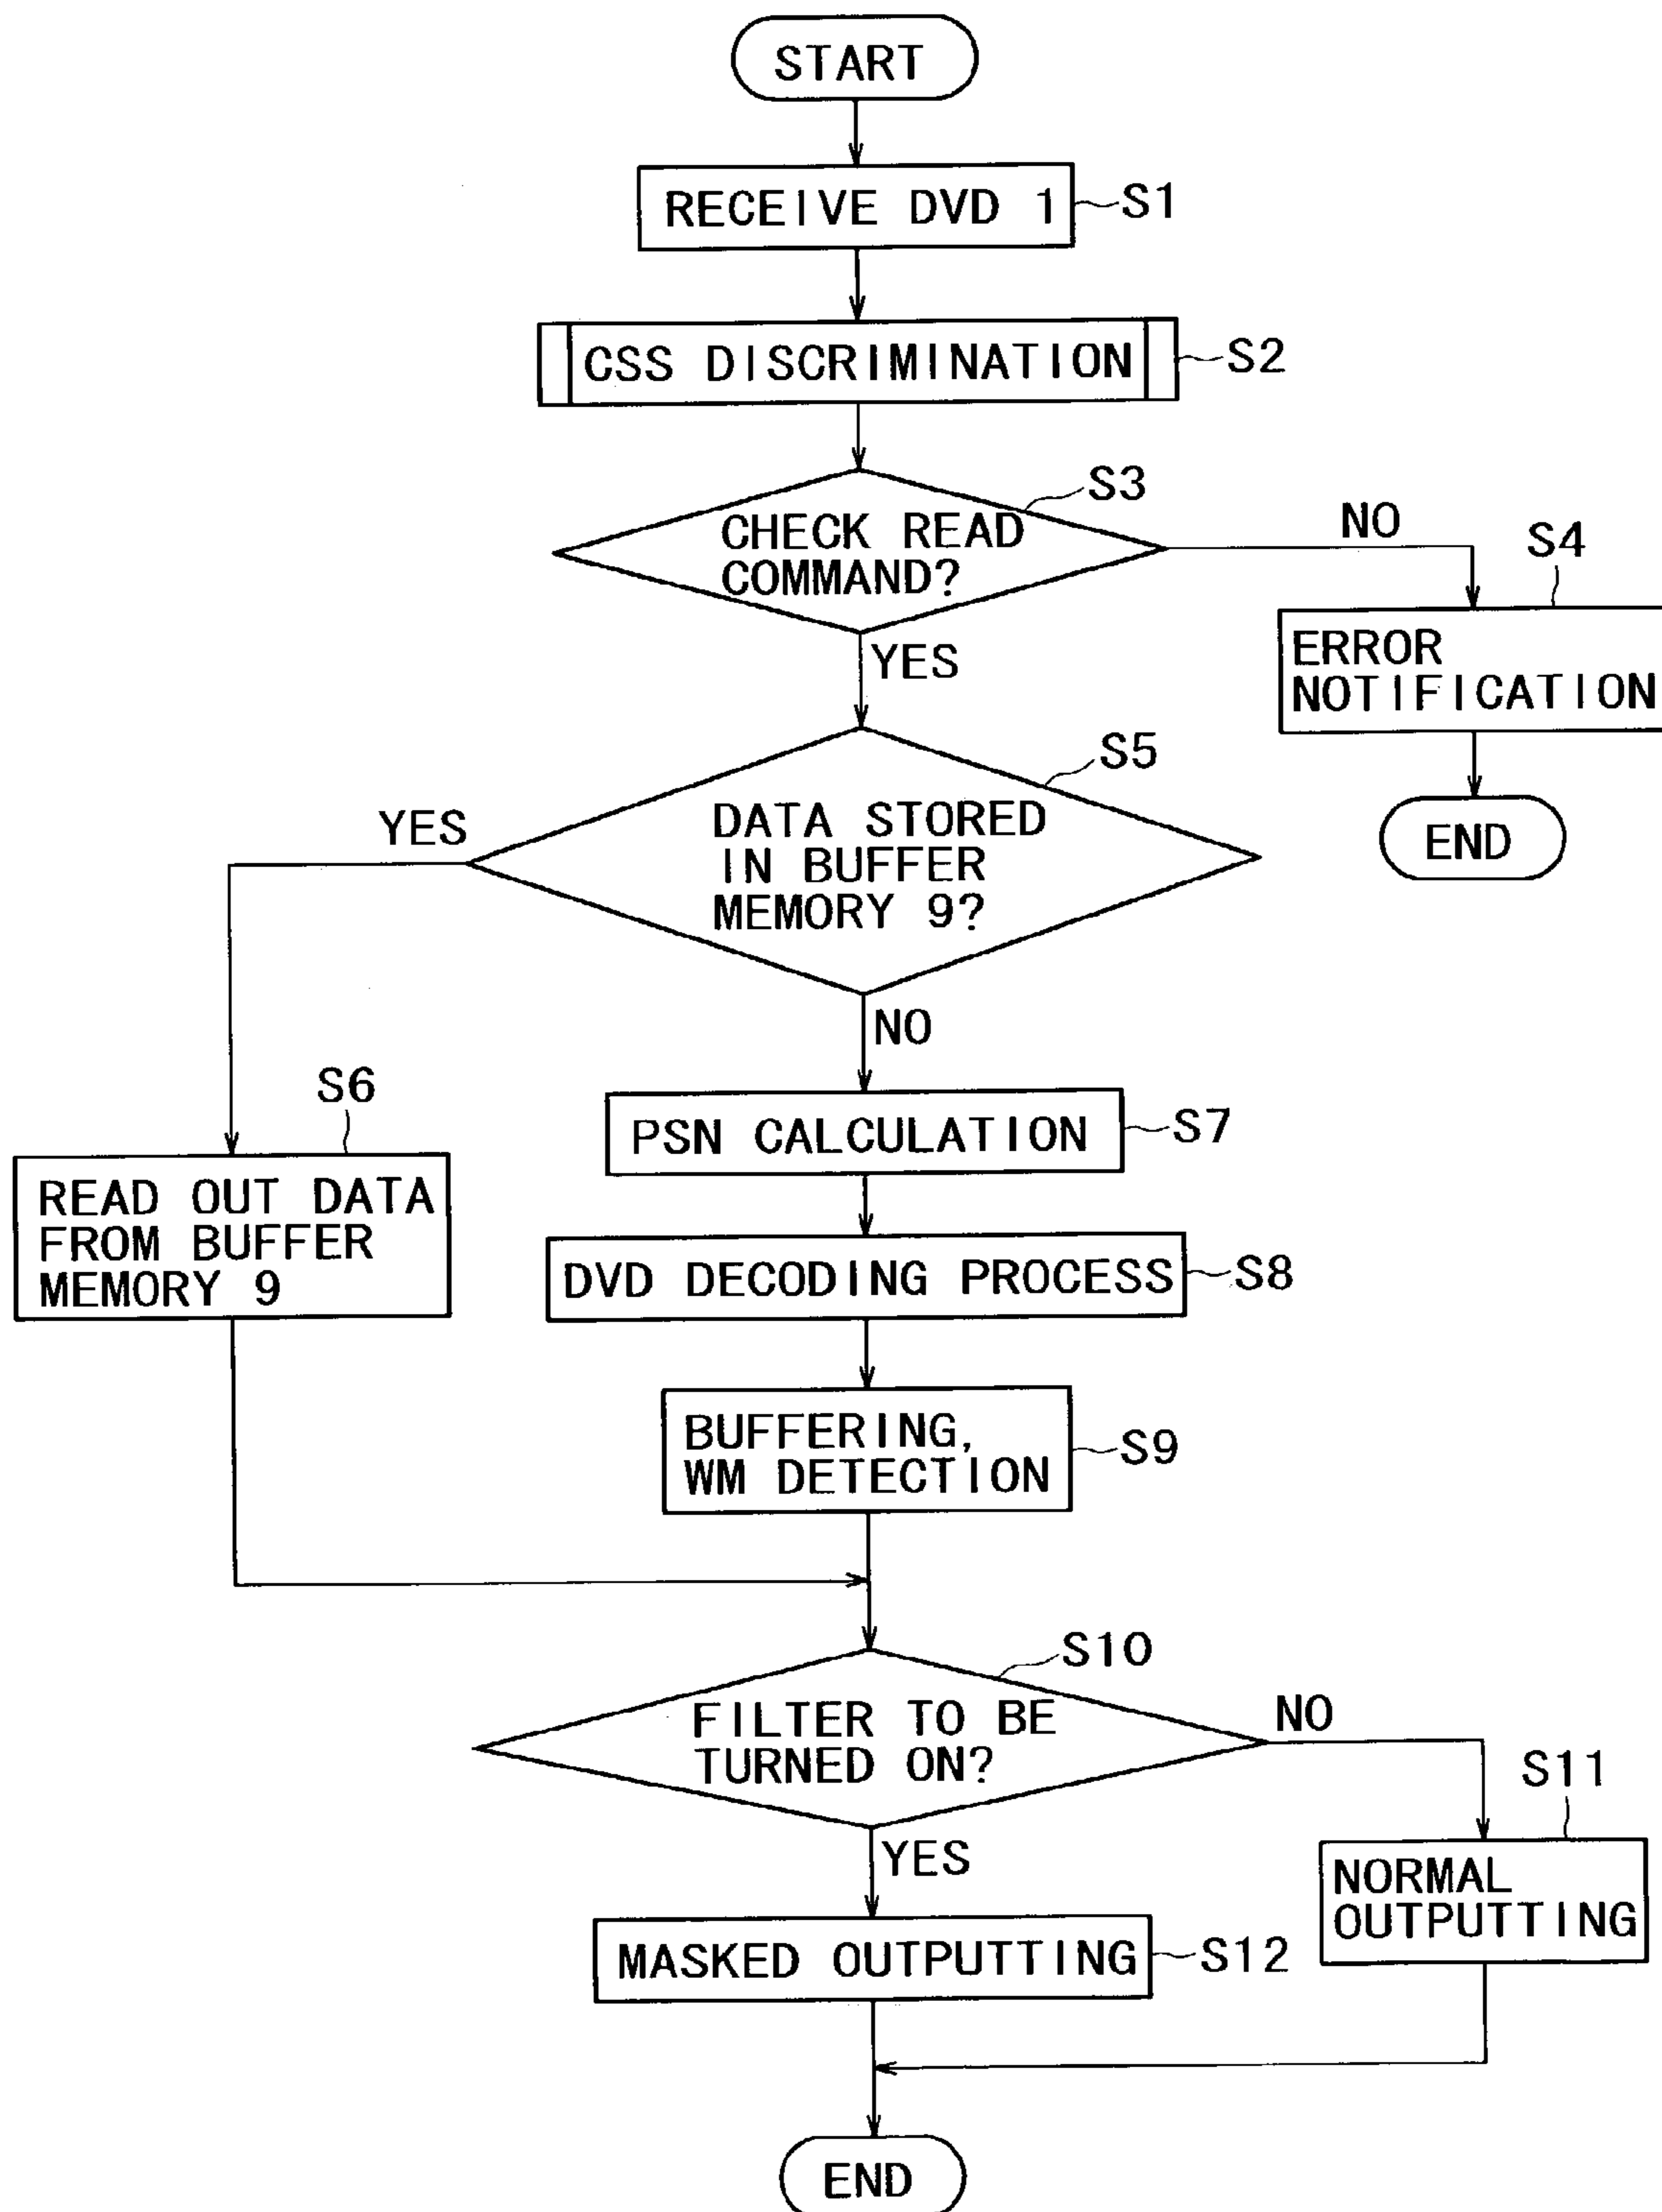 START
RECEIVE DVD 1
S1
CSS DISCRIMINATION
S2
S3
CHECK READ
COMMAND?
NO
S4
ERROR
NOTIFICATION
END
YES
S5
DATA STORED
IN BUFFER
MEMORY 9?
YES
NO
S6
READ OUT DATA
FROM BUFFER
MEMORY 9
PSN CALCULATION
S7
DVD DECODING PROCESS
S8
BUFFERING,
WM DETECTION
S9
S10
FILTER TO BE
TURNED ON?
NO
S11
NORMAL
OUTPUTTING
YES
MASKED OUTPUTTING
S12
END